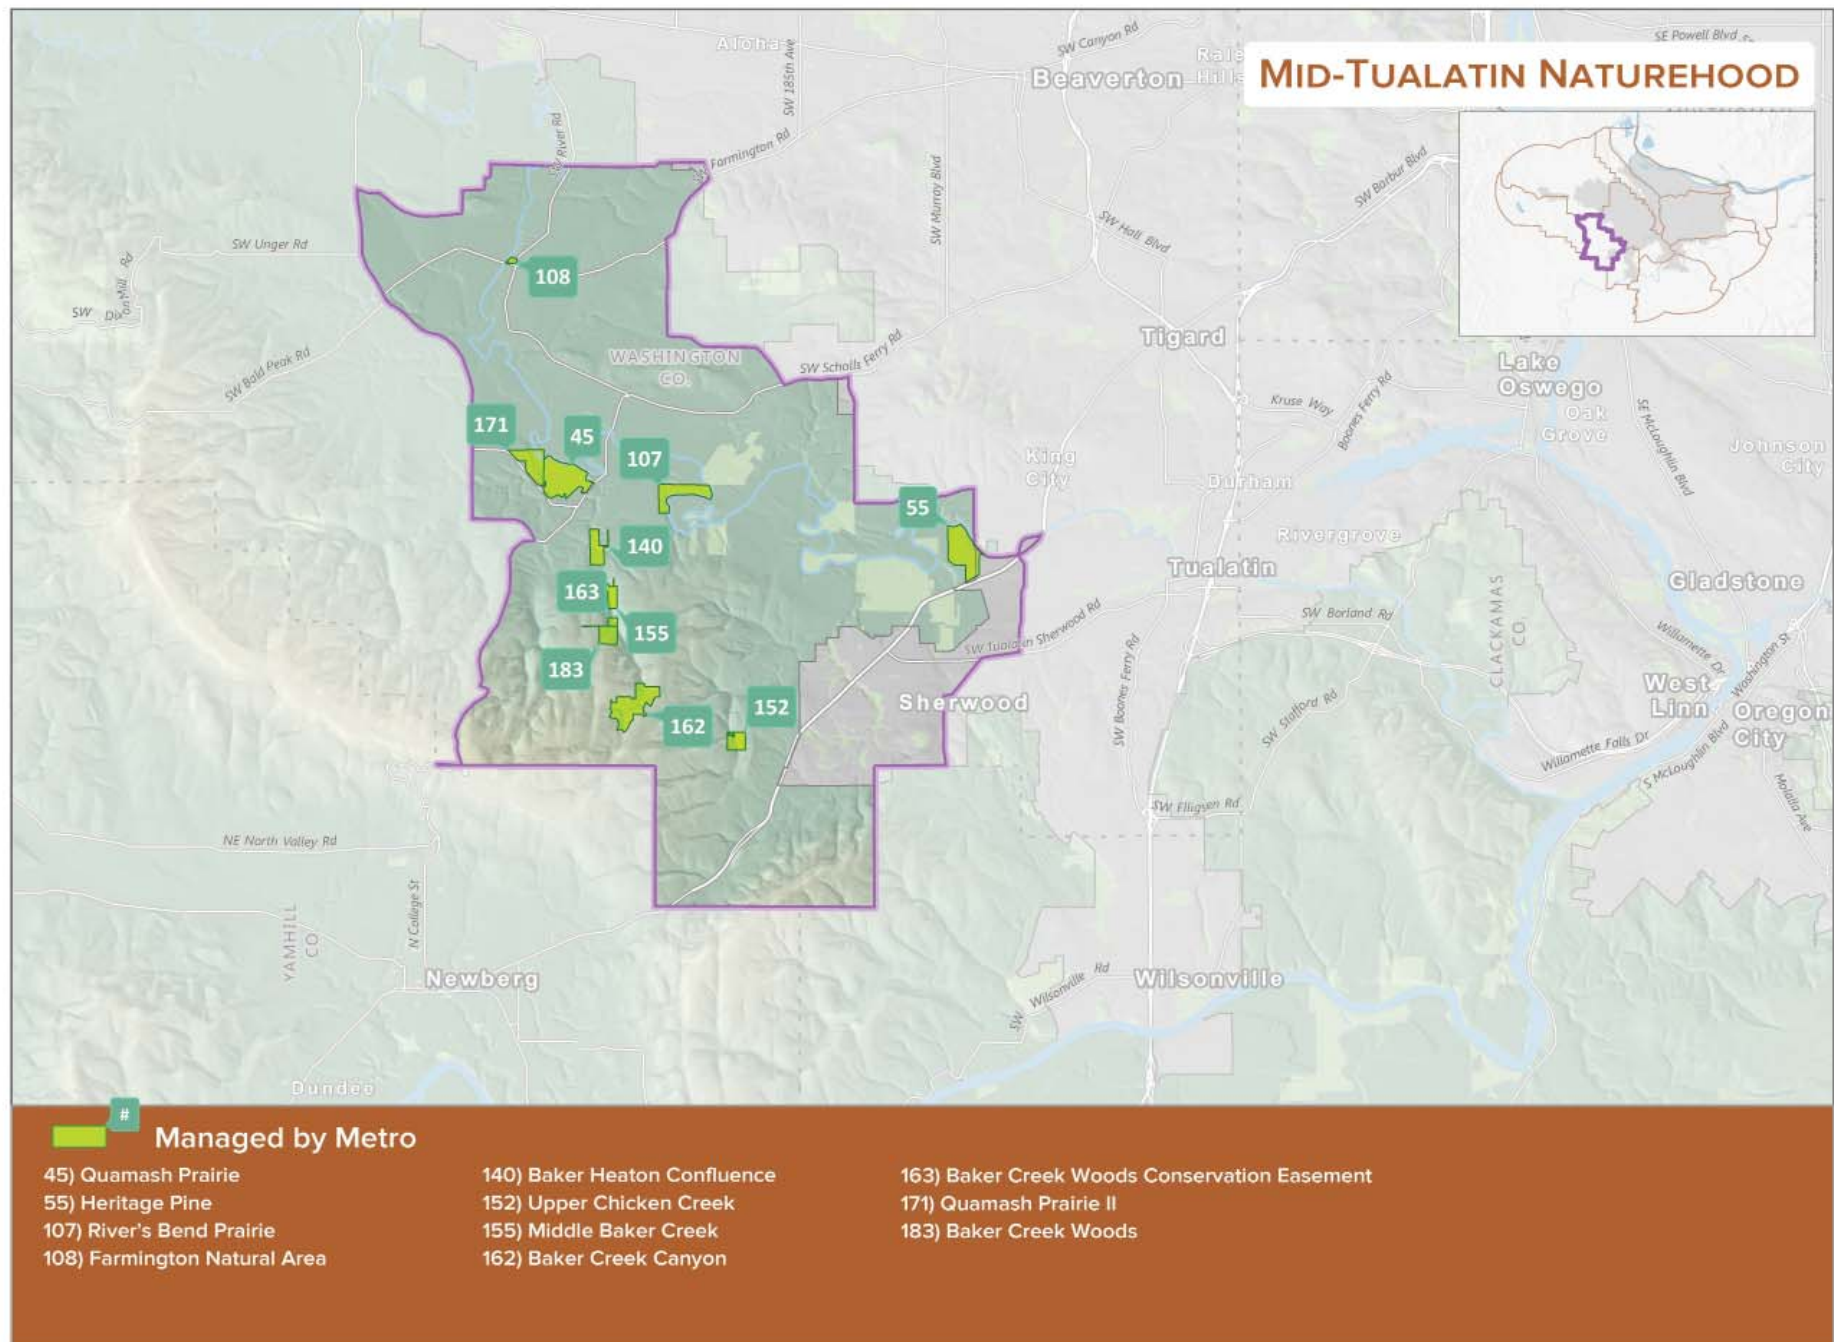 MID-TUALATIN NATUREHOOD
Aloha
SW 185th Ave
SW Canyon Rd
Beaverton
SE Powell Blvd
SW River Rd
Farmington Rd
SW Murray Blvd
SW Barbur Blvd
SW Hall Blvd
SW Unger Rd
108
Tigard
WASHINGTON
CO.
SW Scholls Ferry Rd
SW Bald Peak Rd
Lake
Oswego
Kruse Way
Boones Ferry Rd
Oak
Grove
SE McLoughlin Blvd
Johnson
City
171
45
107
King
City
Durham
55
140
Rivergrove
Tualatin
163
Gladstone
155
SW Tualatin Sherwood Rd
SW Borland Rd
CLACKAMAS
CO.
Willamette Dr
Washington St
183
SW Boones Ferry Rd
SW Stafford Rd
West
Linn
Oregon
City
152
Sherwood
162
Willamette Falls Dr
S McLoughlin Blvd
Molalla Ave
SW Elligsen Rd
NE North Valley Rd
N College St
YAMHILL
CO.
Newberg
SW Wilsonville Rd
Wilsonville
Dundee
#
Managed by Metro
45) Quamash Prairie
55) Heritage Pine
107) River's Bend Prairie
108) Farmington Natural Area
140) Baker Heaton Confluence
152) Upper Chicken Creek
155) Middle Baker Creek
162) Baker Creek Canyon
163) Baker Creek Woods Conservation Easement
171) Quamash Prairie II
183) Baker Creek Woods